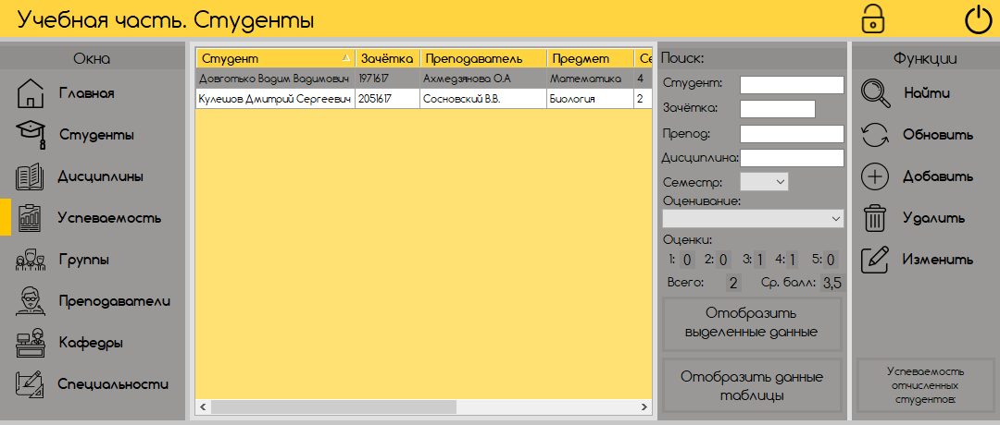 Учебная часть. Студенты
Окна
Главная
Студенты
Дисциплины
Успеваемость
Группы
Преподаватели
Кафедры
Специальности
Студент Зачётка Преподаватель Предмет Се
Довготько Вадим Вадимович 1971617 Ахмедзянова О.А Математика 4
Кулешов Дмитрий Сергеевич 2051617 Сосновский В.В. Биология 2
Поиск:
Студент:
Зачётка:
Препод:
Дисциплина:
Семестр:
Оценивание:
Оценки:
1: 0 2: 0 3: 1 4: 1 5: 0
Всего: 2 Ср. балл: 3,5
Отобразить
выделенные данные
Отобразить данные
таблицы
Функции
Найти
Обновить
Добавить
Удалить
Изменить
Успеваемость
отчисленных
студентов: